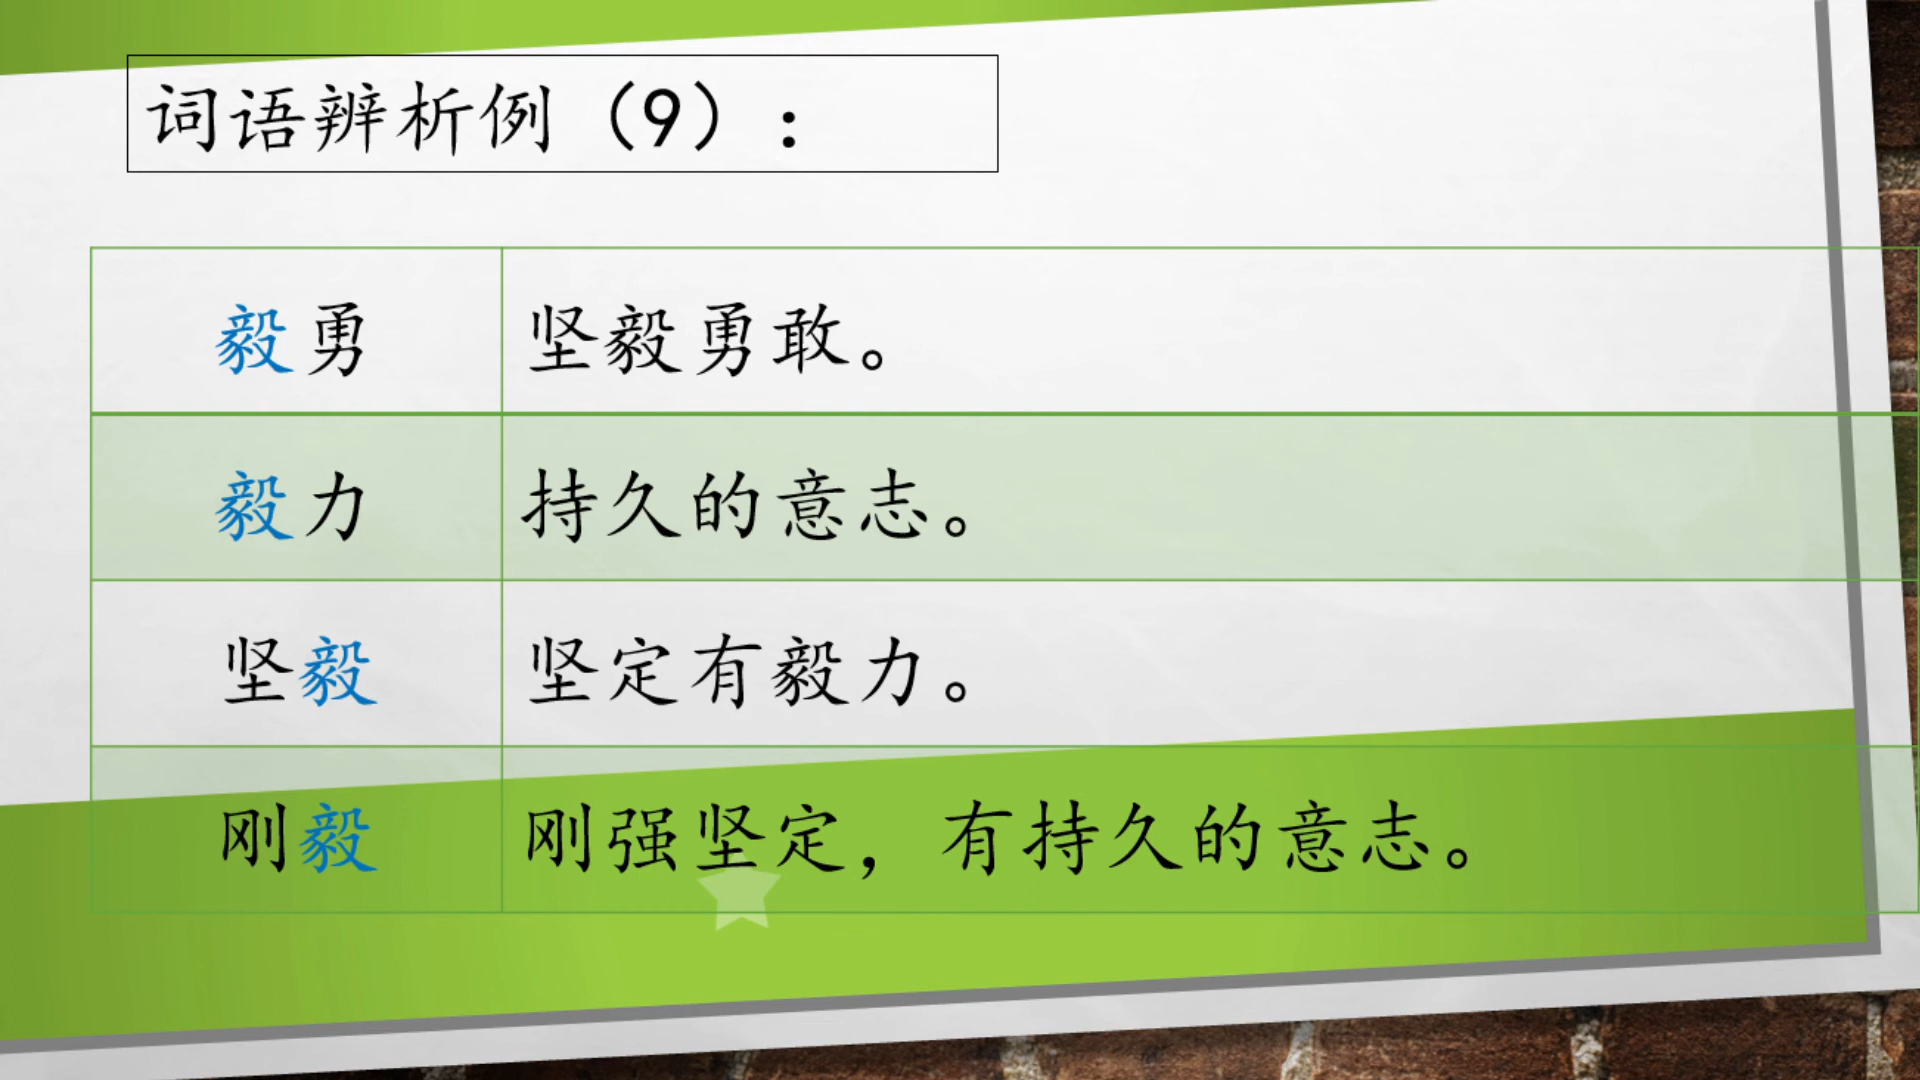 词语辨析例（9）：
毅勇 坚毅勇敢。
毅力 持久的意志。
坚毅 坚定有毅力。
刚毅 刚强坚定，有持久的意志。